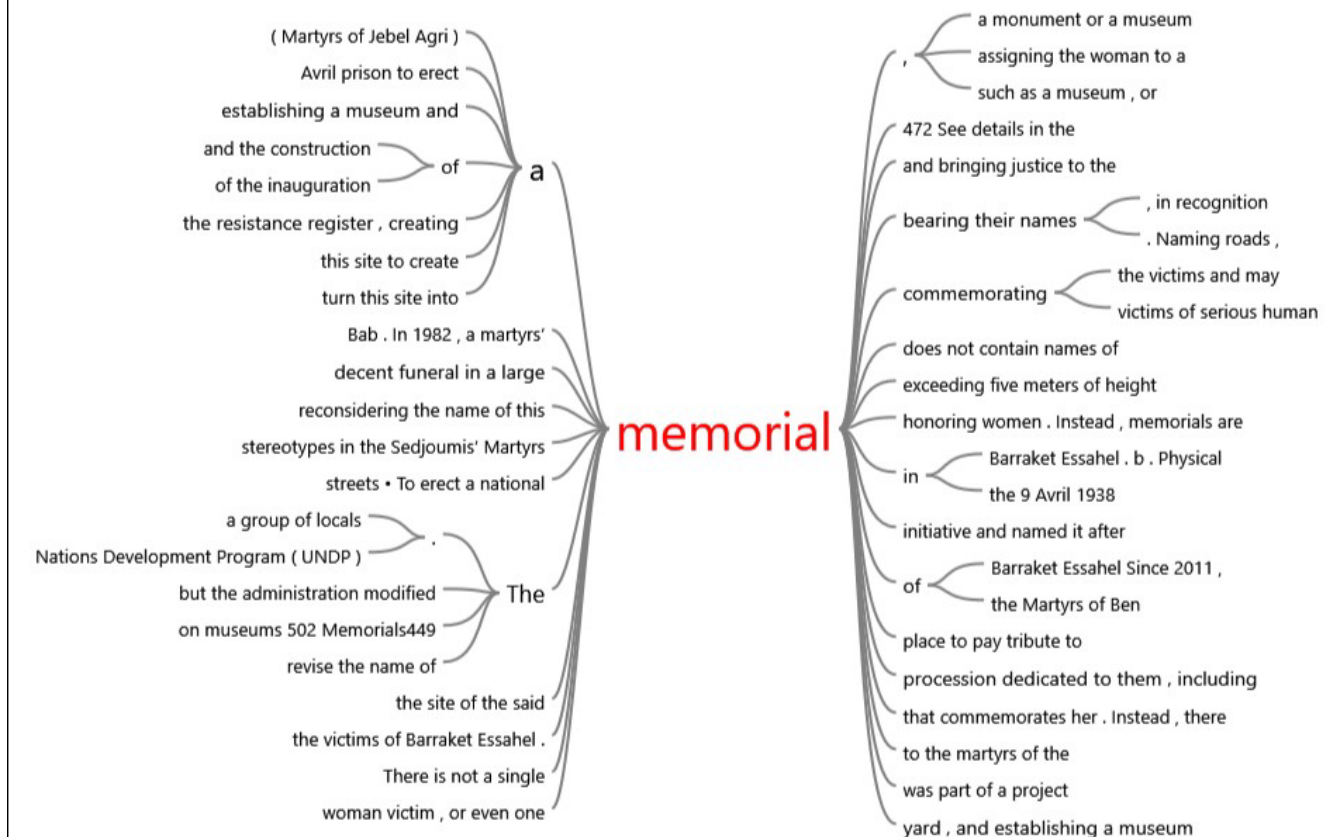 ( Martyrs of Jebel Agri )
Avril prison to erect
establishing a museum and
and the construction
of the inauguration
of
the resistance register , creating
this site to create
turn this site into
a
Bab . In 1982 , a martyrs'
decent funeral in a large
reconsidering the name of this
stereotypes in the Sedjoumis' Martyrs
streets • To erect a national
a group of locals
Nations Development Program ( UNDP )
.
but the administration modified
on museums 502 Memorials449
revise the name of
The
the site of the said
the victims of Barraket Essahel .
There is not a single
woman victim , or even one
memorial
,
a monument or a museum
assigning the woman to a
such as a museum , or
472 See details in the
and bringing justice to the
bearing their names
, in recognition
. Naming roads ,
commemorating
the victims and may
victims of serious human
does not contain names of
exceeding five meters of height
honoring women . Instead , memorials are
in
Barraket Essahel . b . Physical
the 9 Avril 1938
initiative and named it after
of
Barraket Essahel Since 2011 ,
the Martyrs of Ben
place to pay tribute to
procession dedicated to them , including
that commemorates her . Instead , there
to the martyrs of the
was part of a project
yard , and establishing a museum